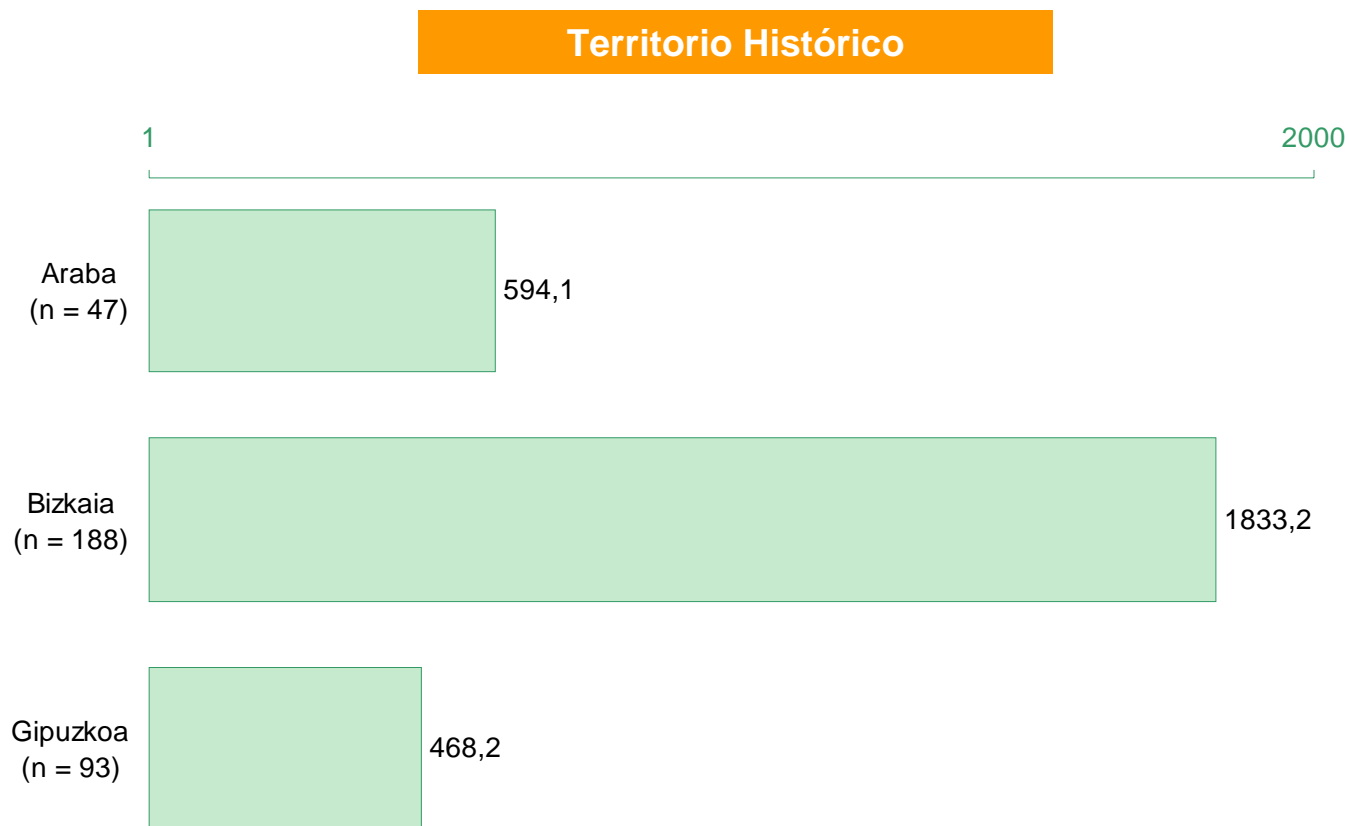 Territorio Histórico
1
2000
Araba
(n = 47)
594,1
Bizkaia
(n = 188)
1833,2
Gipuzkoa
(n = 93)
468,2